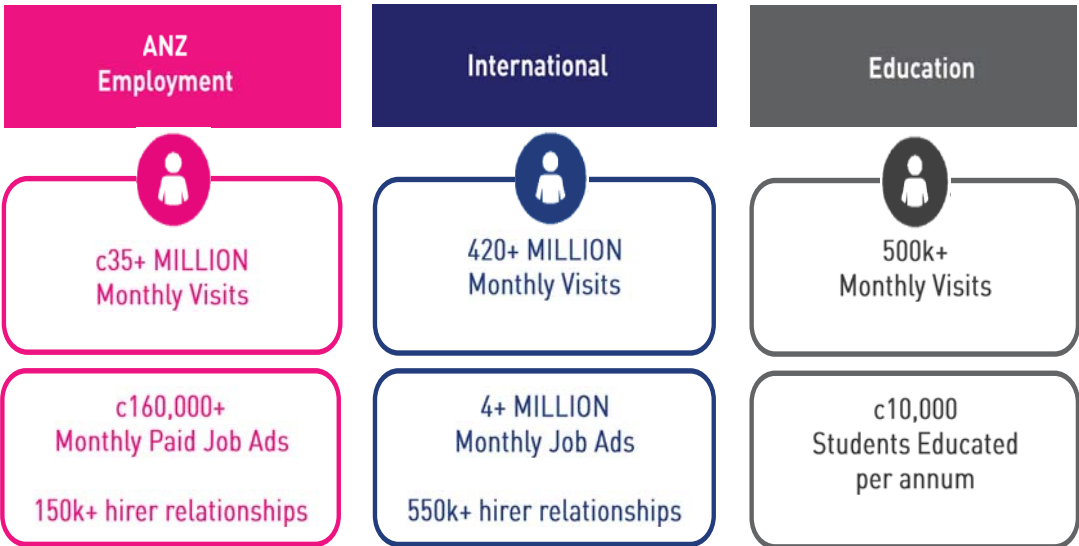 ANZ
Employment
c35+ MILLION
Monthly Visits
c160,000+
Monthly Paid Job Ads
150k+ hirer relationships
International
420+ MILLION
Monthly Visits
4+ MILLION
Monthly Job Ads
550k+ hirer relationships
Education
500k+
Monthly Visits
c10,000
Students Educated
per annum